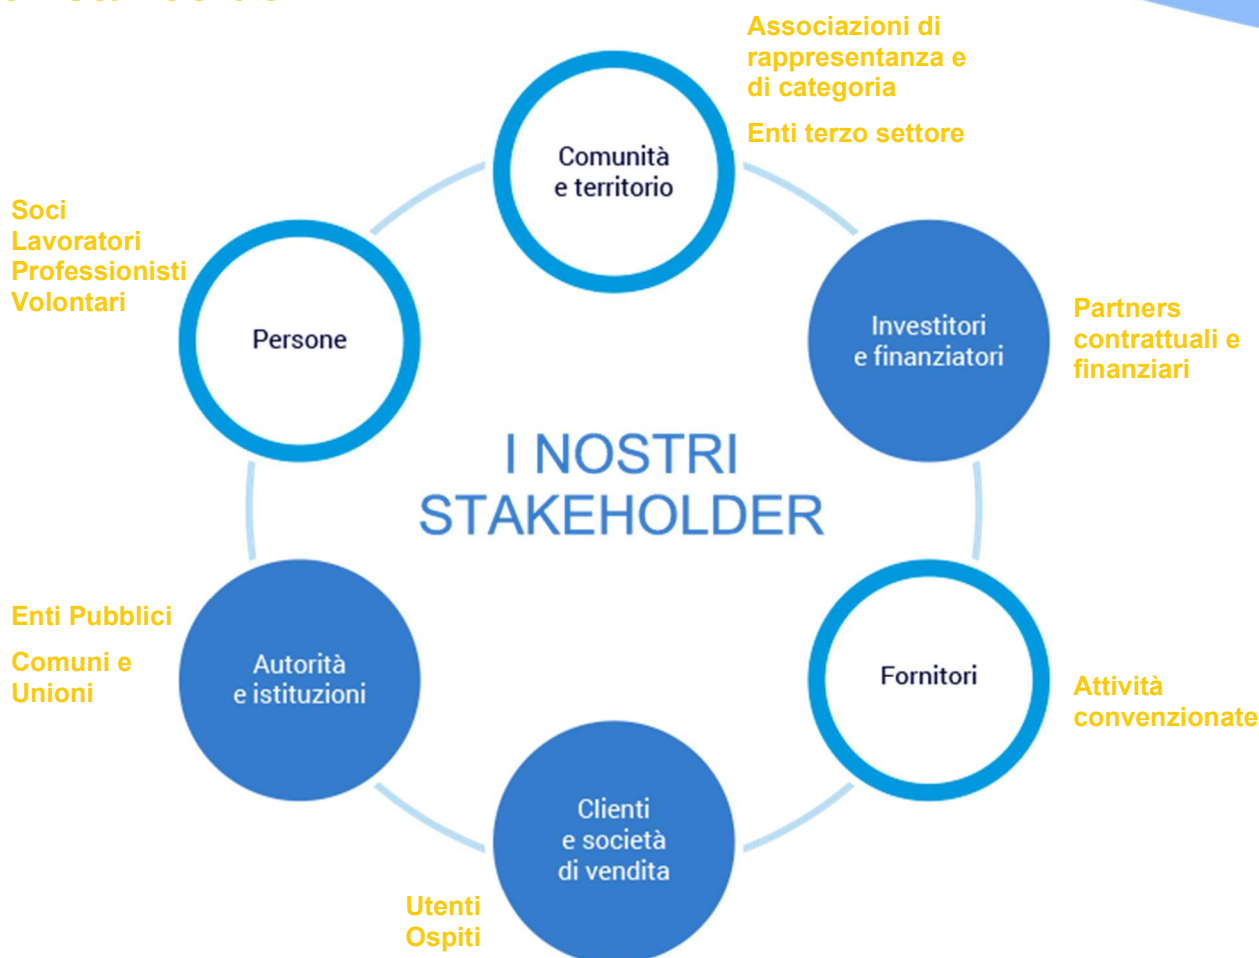 Associazioni di
rappresentanza e
di categoria
Enti terzo settore
Comunità
e territorio
Soci
Lavoratori
Professionisti
Volontari
Persone
Investitori
e finanziatori
Partners
contrattuali e
finanziari
I NOSTRI
STAKEHOLDER
Enti Pubblici
Comuni e
Unioni
Autorità
e istituzioni
Fornitori
Attività
convenzionate
Clienti
e società
di vendita
Utenti
Ospiti